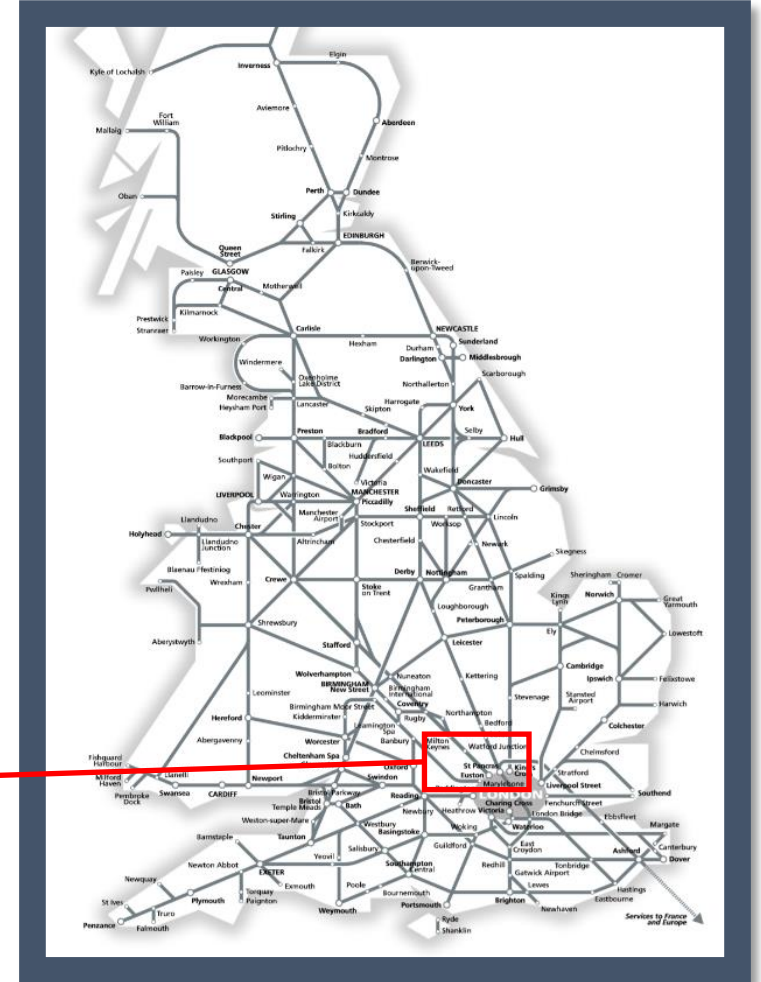 Elgin
Inverness
Kyle of Lochalsh
Aviemore
Fort
William
Aberdeen
Mallaig
Pitlochry
Montrose
Perth
Dundee
Oban
Kirkcaldy
Stirling
EDINBURGH
Queen
Street
Falkirk
Berwick-
upon-Tweed
Paisley
GLASGOW
Central
Motherwell
Prestwick
Kilmarnock
Stranraer
Carlisle
NEWCASTLE
Workington
Hexham
Durham
Sunderland
Darlington
Middlesbrough
Windermere
Scarborough
Oxenholme
Lake District
Barrow-in-Furness
Northallerton
Morecambe
Heysham Port
Lancaster
Harrogate
Skipton
York
Blackpool
Preston
Blackburn
Bradford
LEEDS
Selby
Hull
Southport
Bolton
Huddersfield
Wakefield
Wigan
Victoria
LIVERPOOL
Warrington
MANCHESTER
Piccadilly
Doncaster
Grimsby
Manchester
Airport
Sheffield
Retford
Llandudno
Stockport
Worksop
Lincoln
Holyhead
Chester
Llandudno
Junction
Altrincham
Chesterfield
Newark
Skegness
Blaenau Ffestiniog
Pwllheli
Wrexham
Crewe
Stoke
on Trent
Derby
Nottingham
Grantham
Spalding
Sheringham
Cromer
Kings
Lynn
Norwich
Great
Yarmouth
Loughborough
Peterborough
Shrewsbury
Ely
Lowestoft
Aberystwyth
Stafford
Leicester
Wolverhampton
Cambridge
BIRMINGHAM
New Street
Nuneaton
Kettering
Ipswich
Felixstowe
Birmingham
International
Leominster
Stevenage
Stansted
Airport
Harwich
Birmingham Moor Street
Coventry
Kidderminster
Rugby
Northampton
Hereford
Bedford
Colchester
Leamington
Spa
Abergavenny
Worcester
Banbury
Milton
Keynes
Watford Junction
Chelmsford
Cheltenham Spa
Fishguard
Harbour
Oxford
St Pancras
Kings
Cross
Euston
Stratford
Milford
Haven
Llanelli
Newport
Swindon
Marylebone
Liverpool Street
Pembroke
Dock
Swansea
CARDIFF
Bristol Parkway
Reading
LONDON
Southend
Bristol
Temple Meads
Bath
Newbury
Heathrow
Victoria
Charing Cross
Fenchurch Street
London Bridge
Ebbsfleet
Weston-super-Mare
Westbury
Basingstoke
Woking
Waterloo
Margate
Barnstaple
Taunton
Salisbury
Guildford
East
Croydon
Canterbury
Yeovil
Newton Abbot
EXETER
Southampton
Central
Redhill
Tonbridge
Ashford
Dover
Gatwick Airport
Newquay
Exmouth
Poole
Bournemouth
Lewes
Hastings
Torquay
Paignton
Plymouth
Weymouth
Portsmouth
Brighton
Newhaven
Eastbourne
St Ives
Truro
Penzance
Falmouth
Ryde
Shanklin
Services to France
and Europe